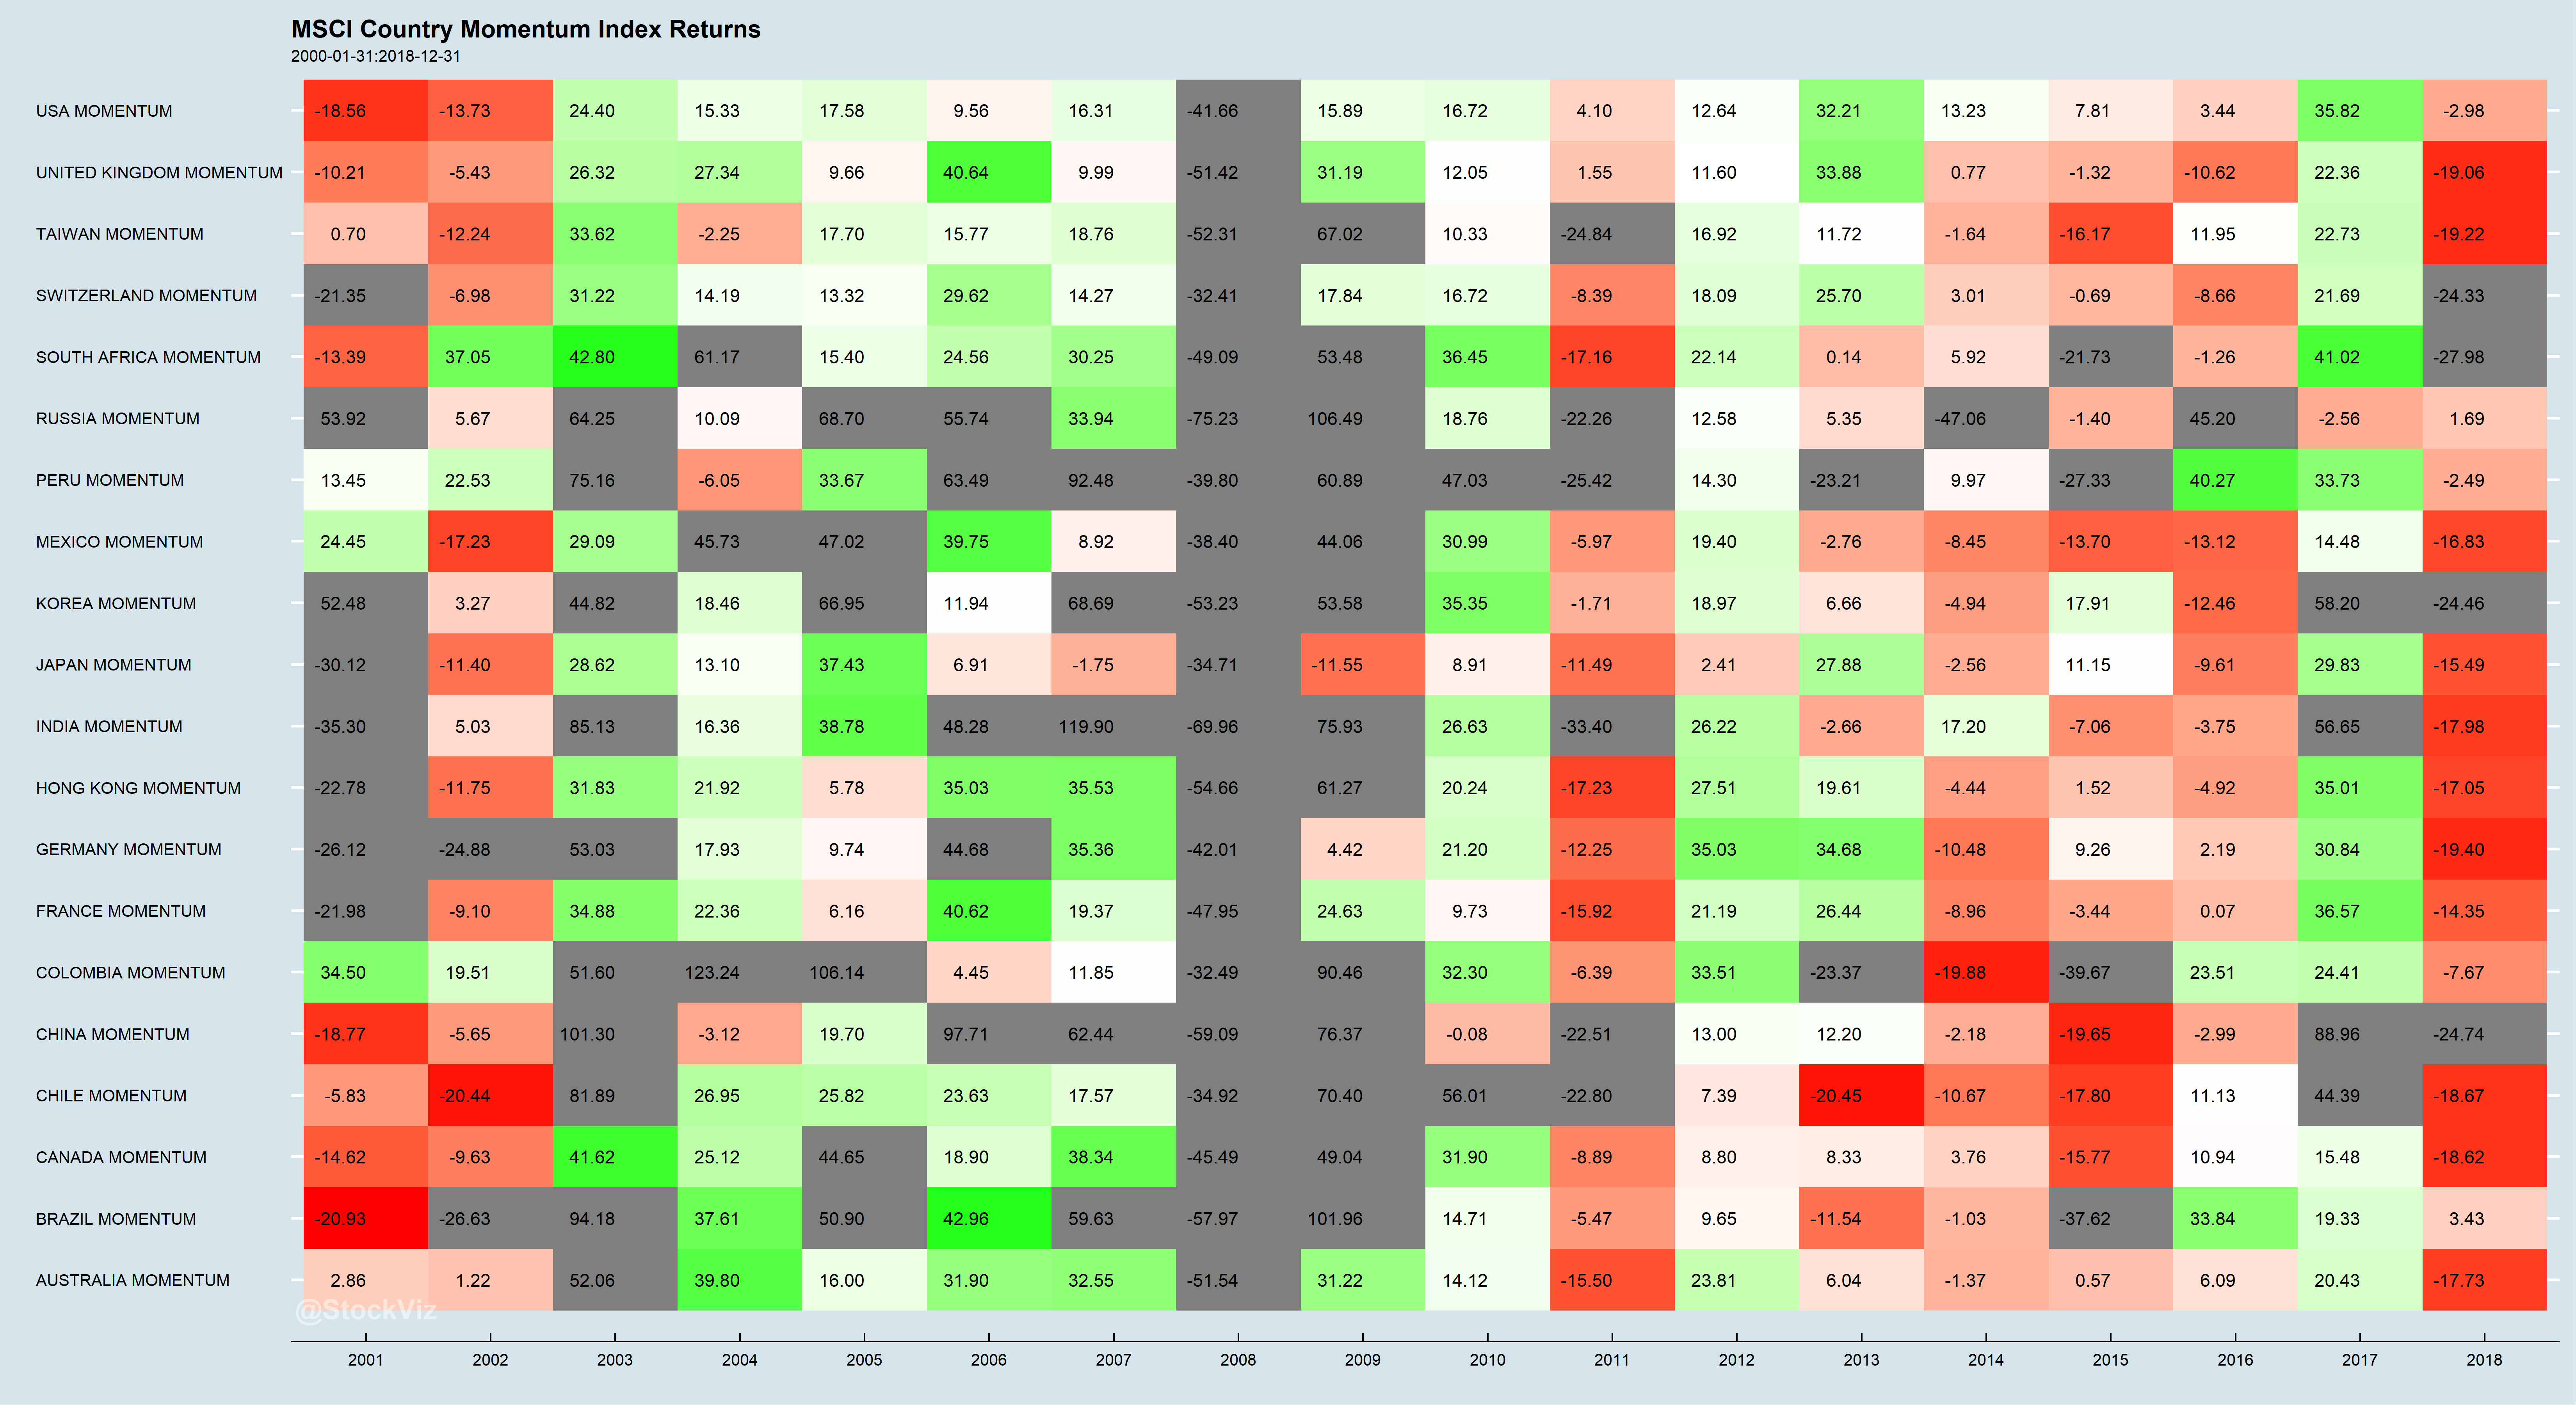 MSCI Country Momentum Index Returns
2000-01-31:2018-12-31
USA MOMENTUM -18.56 -13.73 24.40 15.33 17.58 9.56 16.31 -41.66 15.89 16.72 4.10 12.64 32.21 13.23 7.81 3.44 35.82 -2.98
UNITED KINGDOM MOMENTUM -10.21 -5.43 26.32 27.34 9.66 40.64 9.99 -51.42 31.19 12.05 1.55 11.60 33.88 0.77 -1.32 -10.62 22.36 -19.06
TAIWAN MOMENTUM 0.70 -12.24 33.62 -2.25 17.70 15.77 18.76 -52.31 67.02 10.33 -24.84 16.92 11.72 -1.64 -16.17 11.95 22.73 -19.22
SWITZERLAND MOMENTUM -21.35 -6.98 31.22 14.19 13.32 29.62 14.27 -32.41 17.84 16.72 -8.39 18.09 25.70 3.01 -0.69 -8.66 21.69 -24.33
SOUTH AFRICA MOMENTUM -13.39 37.05 42.80 61.17 15.40 24.56 30.25 -49.09 53.48 36.45 -17.16 22.14 0.14 5.92 -21.73 -1.26 41.02 -27.98
RUSSIA MOMENTUM 53.92 5.67 64.25 10.09 68.70 55.74 33.94 -75.23 106.49 18.76 -22.26 12.58 5.35 -47.06 -1.40 45.20 -2.56 1.69
PERU MOMENTUM 13.45 22.53 75.16 -6.05 33.67 63.49 92.48 -39.80 60.89 47.03 -25.42 14.30 -23.21 9.97 -27.33 40.27 33.73 -2.49
MEXICO MOMENTUM 24.45 -17.23 29.09 45.73 47.02 39.75 8.92 -38.40 44.06 30.99 -5.97 19.40 -2.76 -8.45 -13.70 -13.12 14.48 -16.83
KOREA MOMENTUM 52.48 3.27 44.82 18.46 66.95 11.94 68.69 -53.23 53.58 35.35 -1.71 18.97 6.66 -4.94 17.91 -12.46 58.20 -24.46
JAPAN MOMENTUM -30.12 -11.40 28.62 13.10 37.43 6.91 -1.75 -34.71 -11.55 8.91 -11.49 2.41 27.88 -2.56 11.15 -9.61 29.83 -15.49
INDIA MOMENTUM -35.30 5.03 85.13 16.36 38.78 48.28 119.90 -69.96 75.93 26.63 -33.40 26.22 -2.66 17.20 -7.06 -3.75 56.65 -17.98
HONG KONG MOMENTUM -22.78 -11.75 31.83 21.92 5.78 35.03 35.53 -54.66 61.27 20.24 -17.23 27.51 19.61 -4.44 1.52 -4.92 35.01 -17.05
GERMANY MOMENTUM -26.12 -24.88 53.03 17.93 9.74 44.68 35.36 -42.01 4.42 21.20 -12.25 35.03 34.68 -10.48 9.26 2.19 30.84 -19.40
FRANCE MOMENTUM -21.98 -9.10 34.88 22.36 6.16 40.62 19.37 -47.95 24.63 9.73 -15.92 21.19 26.44 -8.96 -3.44 0.07 36.57 -14.35
COLOMBIA MOMENTUM 34.50 19.51 51.60 123.24 106.14 4.45 11.85 -32.49 90.46 32.30 -6.39 33.51 -23.37 -19.88 -39.67 23.51 24.41 -7.67
CHINA MOMENTUM -18.77 -5.65 101.30 -3.12 19.70 97.71 62.44 -59.09 76.37 -0.08 -22.51 13.00 12.20 -2.18 -19.65 -2.99 88.96 -24.74
CHILE MOMENTUM -5.83 -20.44 81.89 26.95 25.82 23.63 17.57 -34.92 70.40 56.01 -22.80 7.39 -20.45 -10.67 -17.80 11.13 44.39 -18.67
CANADA MOMENTUM -14.62 -9.63 41.62 25.12 44.65 18.90 38.34 -45.49 49.04 31.90 -8.89 8.80 8.33 3.76 -15.77 10.94 15.48 -18.62
BRAZIL MOMENTUM -20.93 -26.63 94.18 37.61 50.90 42.96 59.63 -57.97 101.96 14.71 -5.47 9.65 -11.54 -1.03 -37.62 33.84 19.33 3.43
AUSTRALIA MOMENTUM 2.86 1.22 52.06 39.80 16.00 31.90 32.55 -51.54 31.22 14.12 -15.50 23.81 6.04 -1.37 0.57 6.09 20.43 -17.73
@StockViz
2001 2002 2003 2004 2005 2006 2007 2008 2009 2010 2011 2012 2013 2014 2015 2016 2017 2018